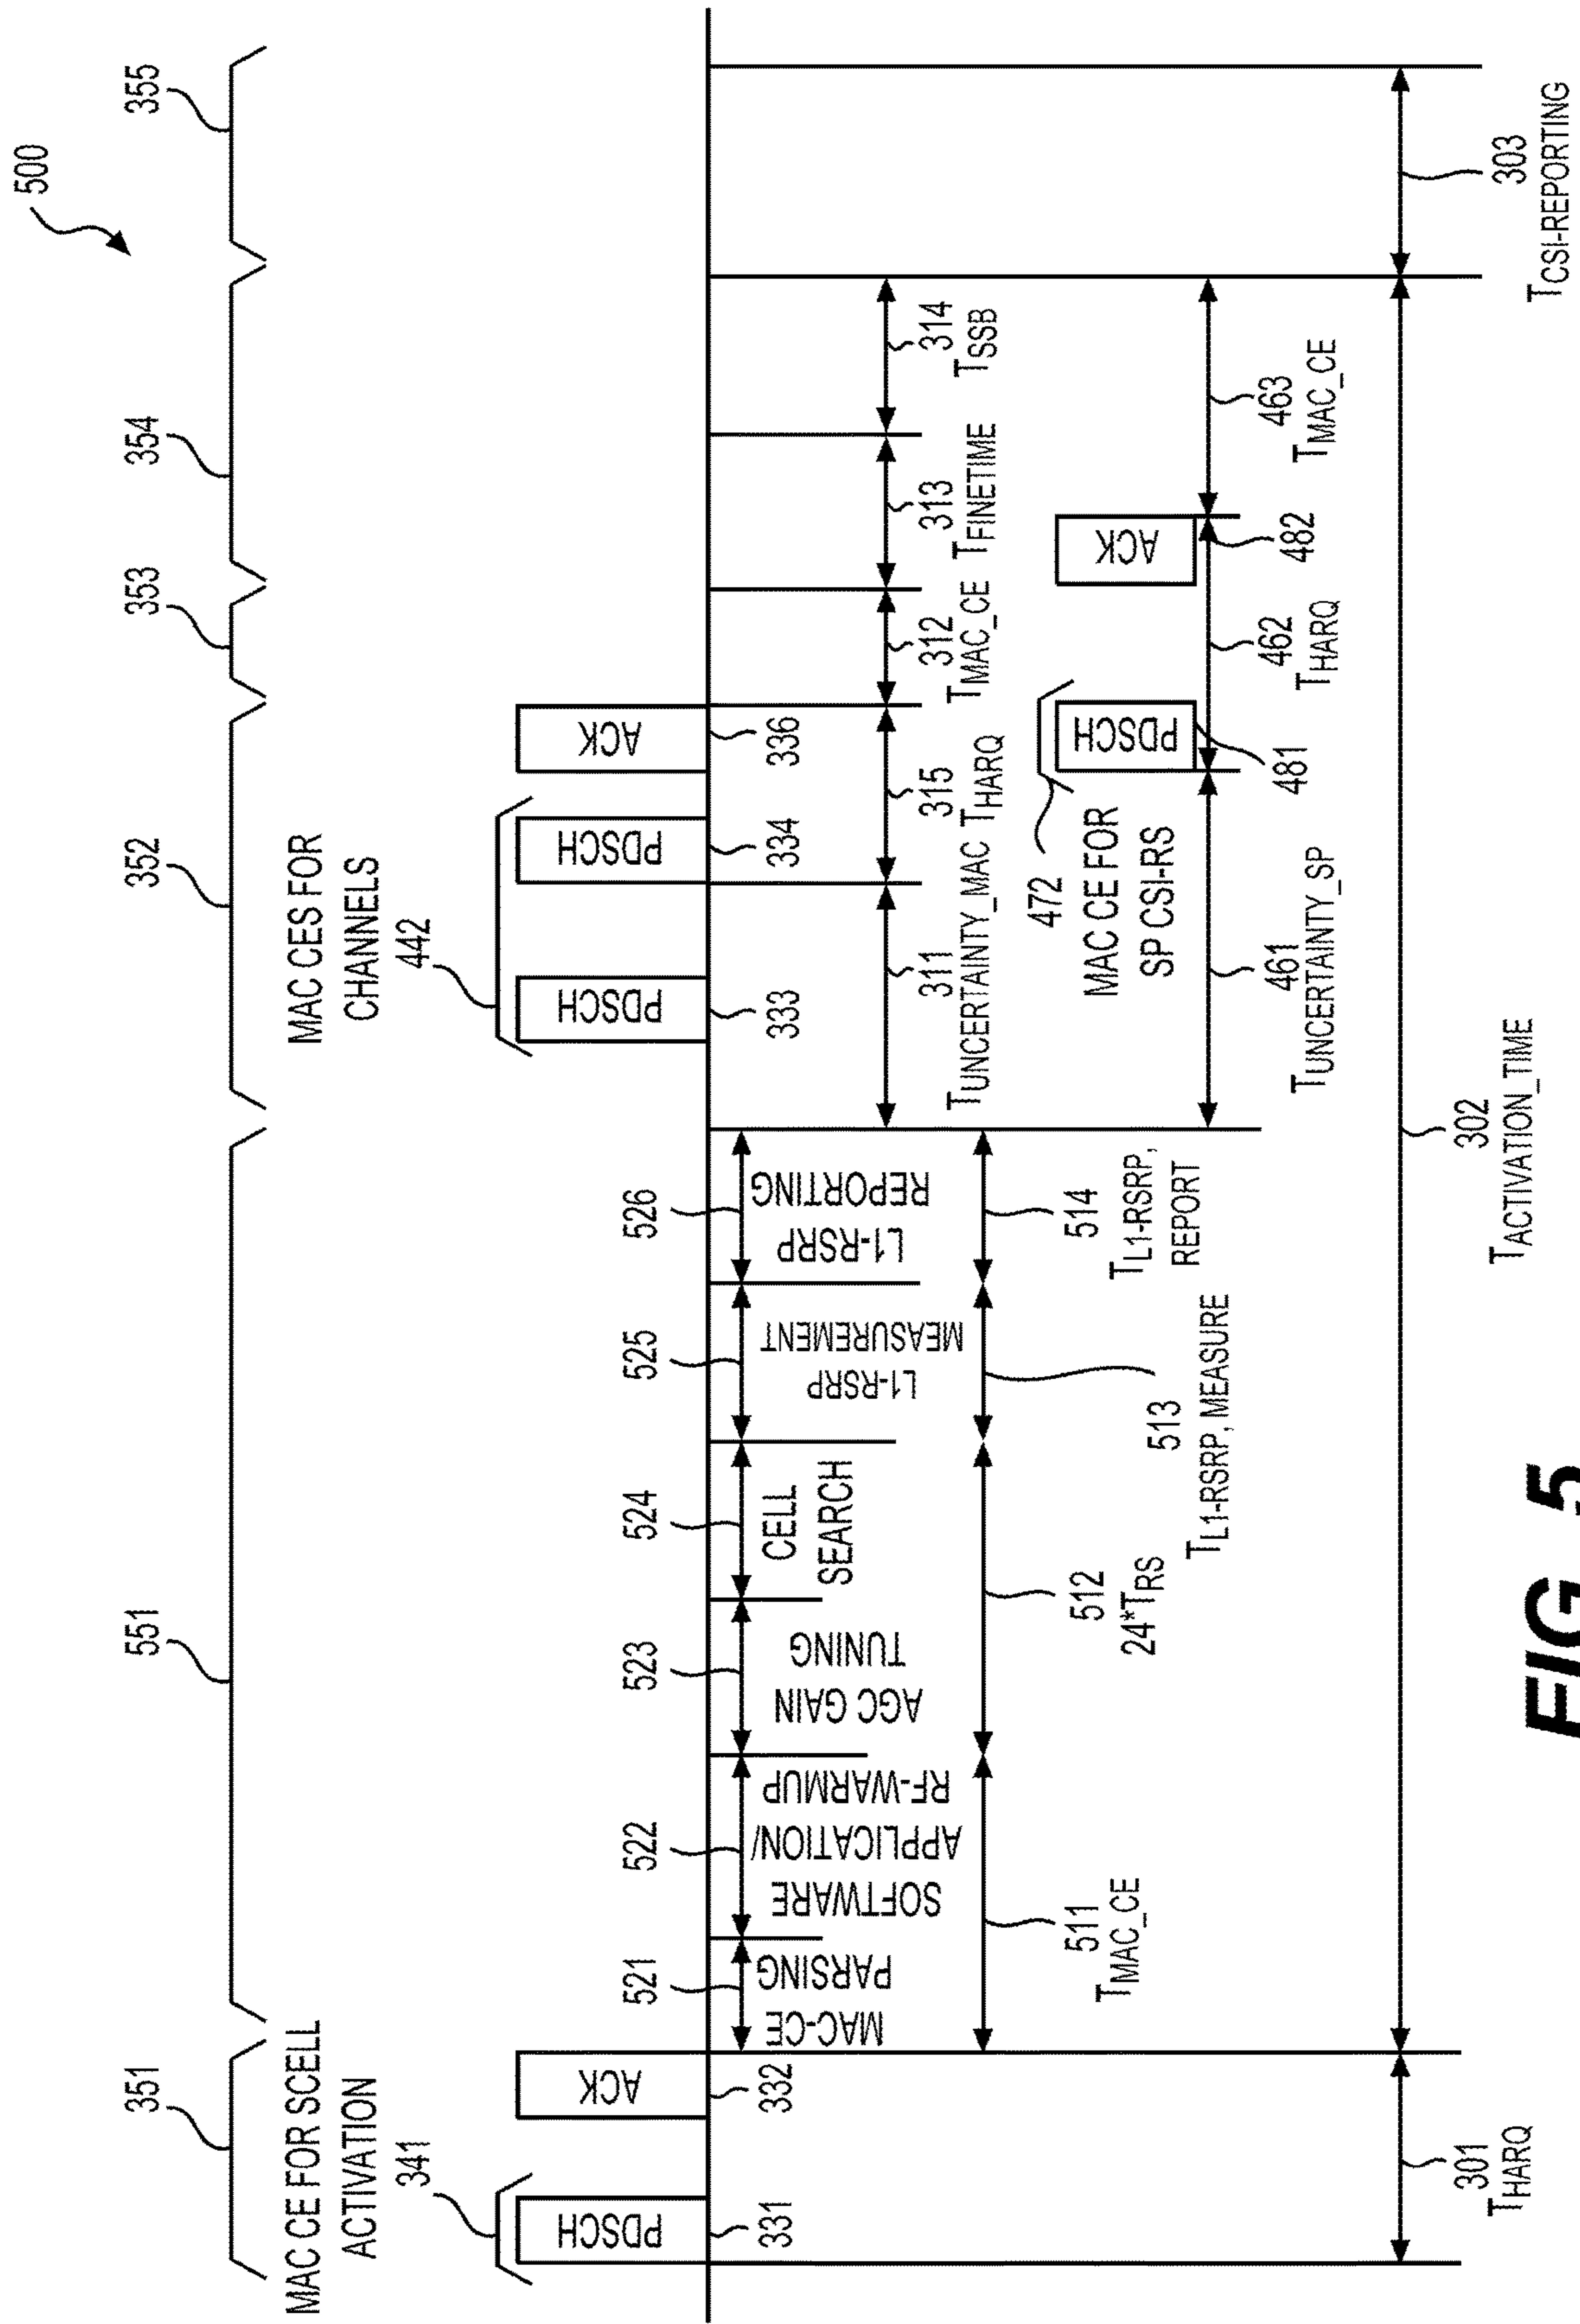 500
351
551
352
353
354
355
MAC CE FOR SCELL
ACTIVATION
341
MAC CES FOR
CHANNELS
442
PDSCH
ACK
PDSCH
PDSCH
ACK
331
332
333
334
336
521
522
523
524
525
526
MAC-CE
PARSING
SOFTWARE
APPLICATION/
RF-WARMUP
AGC GAIN
TUNING
CELL
SEARCH
L1-RSRP
MEASUREMENT
L1-RSRP
REPORTING
311
TUNCERTAINTY_MAC
315
THARQ
312
TMAC_CE
313
TFINETIME
314
TSSB
511
TMAC_CE
512
24*TRS
513
TL1-RSRP, MEASURE
514
TL1-RSRP,
REPORT
472
MAC CE FOR
SP CSI-RS
PDSCH
ACK
481
482
461
TUNCERTAINTY_SP
462
THARQ
463
TMAC_CE
301
THARQ
302
TACTIVATION_TIME
303
TCSI-REPORTING
FIG. 5